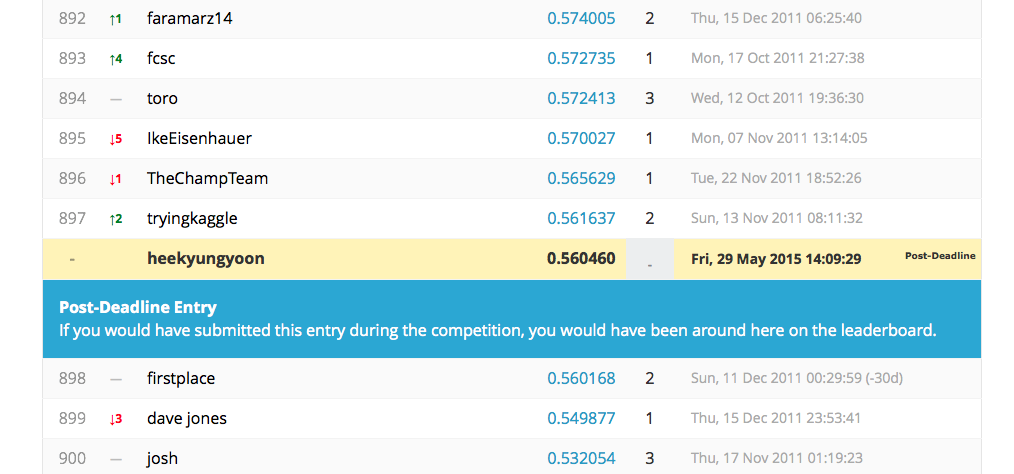 892 ↑1 faramarz14 0.574005 2 Thu, 15 Dec 2011 06:25:40
893 ↑4 fcsc 0.572735 1 Mon, 17 Oct 2011 21:27:38
894 — toro 0.572413 3 Wed, 12 Oct 2011 19:36:30
895 ↓5 IkeEisenhauer 0.570027 1 Mon, 07 Nov 2011 13:14:05
896 ↓1 TheChampTeam 0.565629 1 Tue, 22 Nov 2011 18:52:26
897 ↑2 tryingkaggle 0.561637 2 Sun, 13 Nov 2011 08:11:32
- heekyungyoon 0.560460 - Fri, 29 May 2015 14:09:29 Post-Deadline
Post-Deadline Entry
If you would have submitted this entry during the competition, you would have been around here on the leaderboard.
898 — firstplace 0.560168 2 Sun, 11 Dec 2011 00:29:59 (-30d)
899 ↓3 dave jones 0.549877 1 Thu, 15 Dec 2011 23:53:41
900 — josh 0.532054 3 Thu, 17 Nov 2011 01:19:23